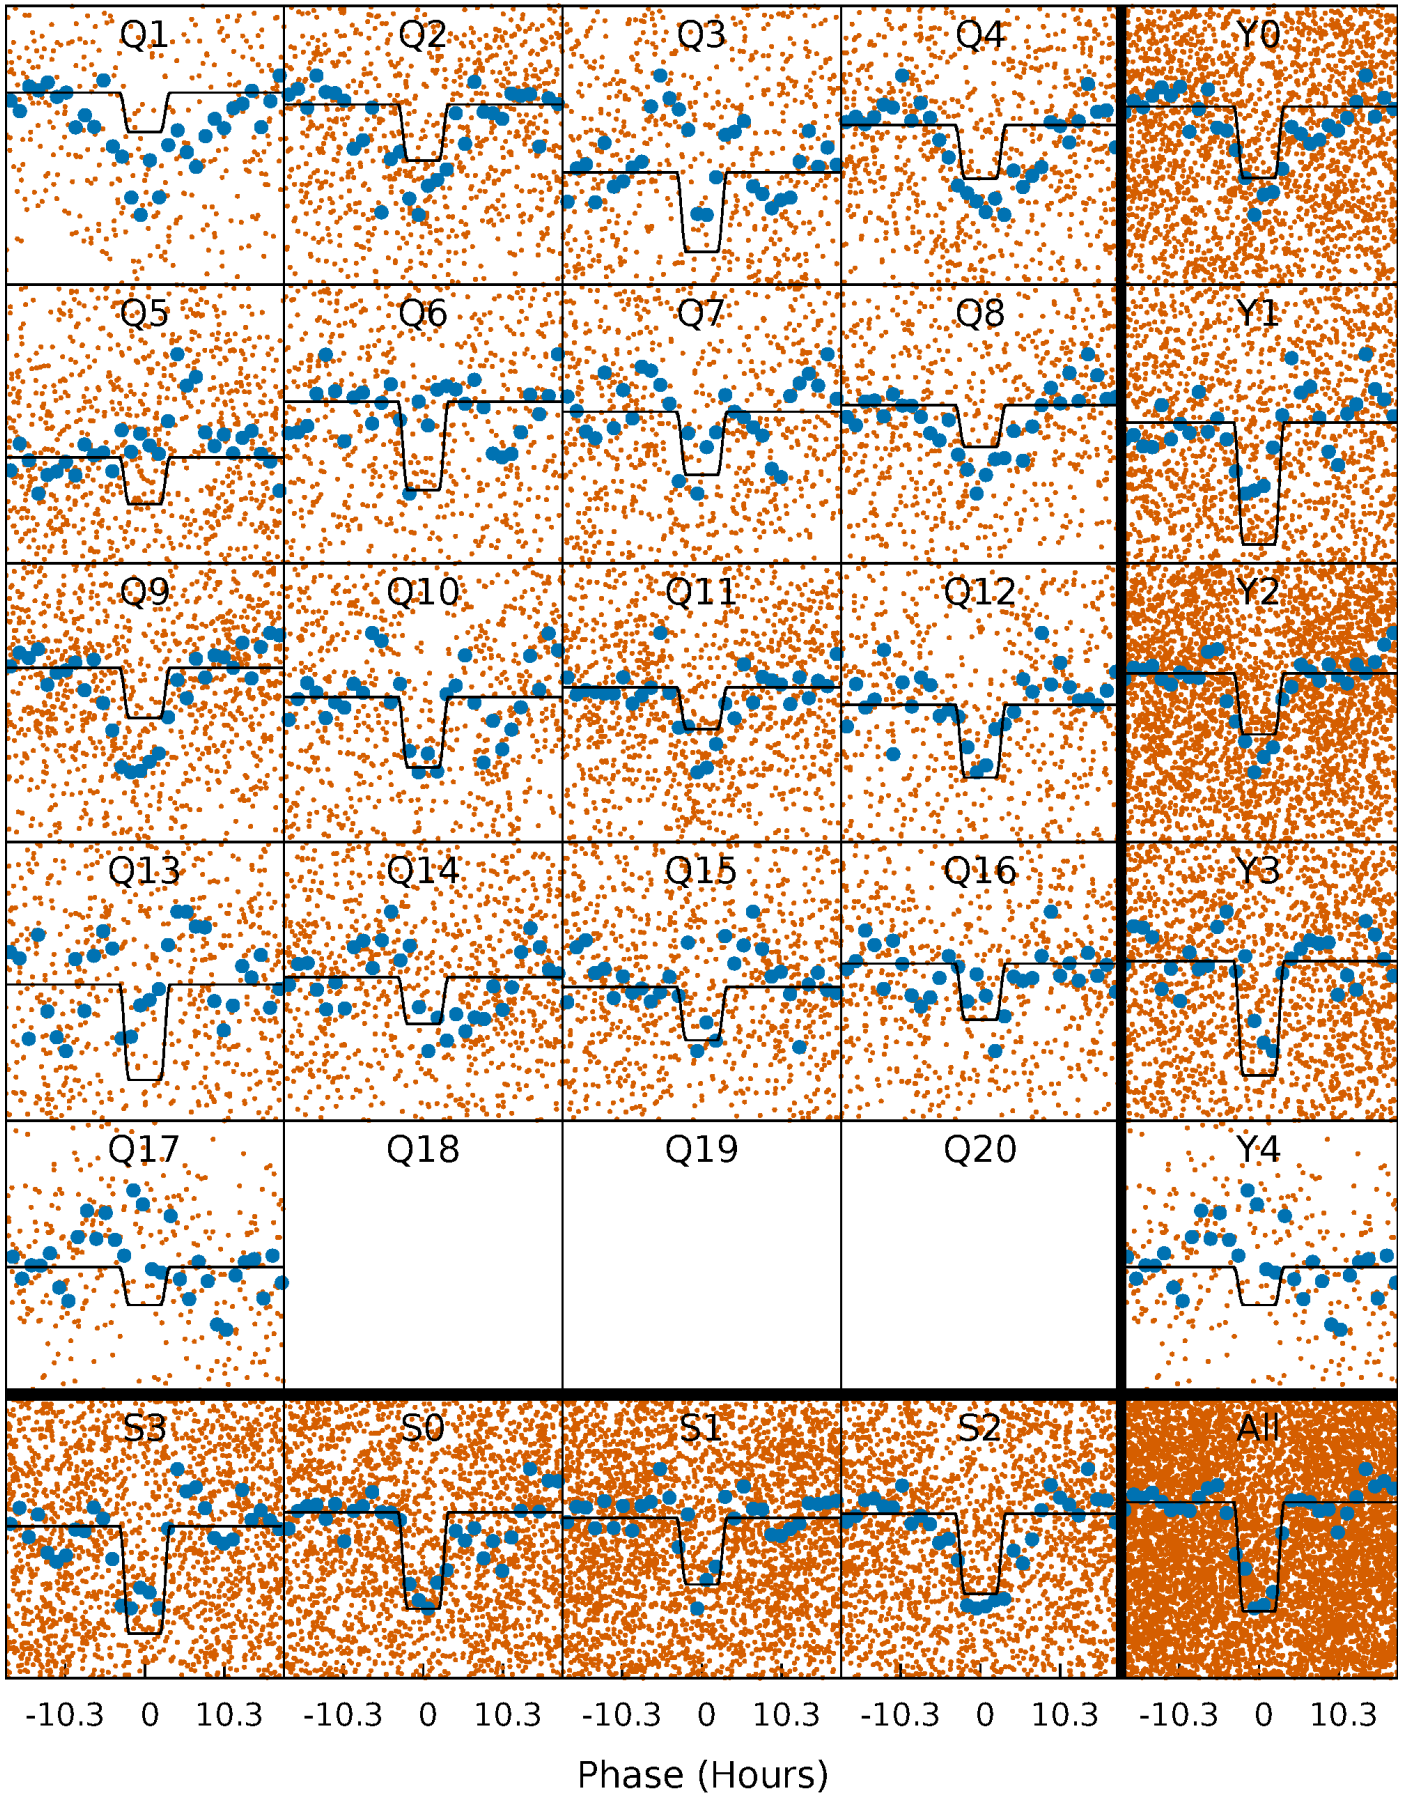 Q1 Q2 Q3 Q4 Y0
Q5 Q6 Q7 Q8 Y1
Q9 Q10 Q11 Q12 Y2
Q13 Q14 Q15 Q16 Y3
Q17 Q18 Q19 Q20 Y4
S3 S0 S1 S2 All
-10.3 0 10.3 -10.3 0 10.3 -10.3 0 10.3 -10.3 0 10.3 -10.3 0 10.3
Phase (Hours)